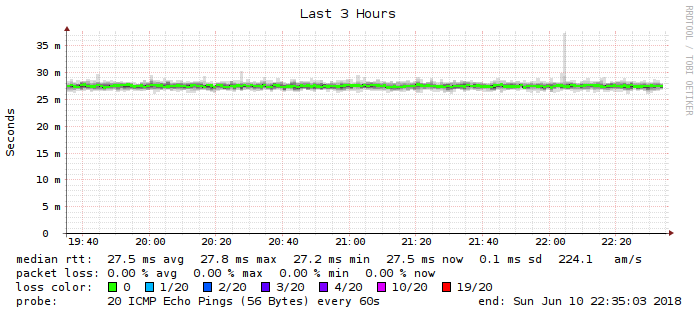 Last 3 Hours
RRDTOOL / TOBI OETIKER
Seconds
35 m
30 m
25 m
20 m
15 m
10 m
5 m
0
19:40 20:00 20:20 20:40 21:00 21:20 21:40 22:00 22:20
median rtt: 27.5 ms avg 27.8 ms max 27.2 ms min 27.5 ms now 0.1 ms sd 224.1 am/s
packet loss: 0.00 % avg 0.00 % max 0.00 % min 0.00 % now
loss color: 0 1/20 2/20 3/20 4/20 10/20 19/20
probe: 20 ICMP Echo Pings (56 Bytes) every 60s end: Sun Jun 10 22:35:03 2018